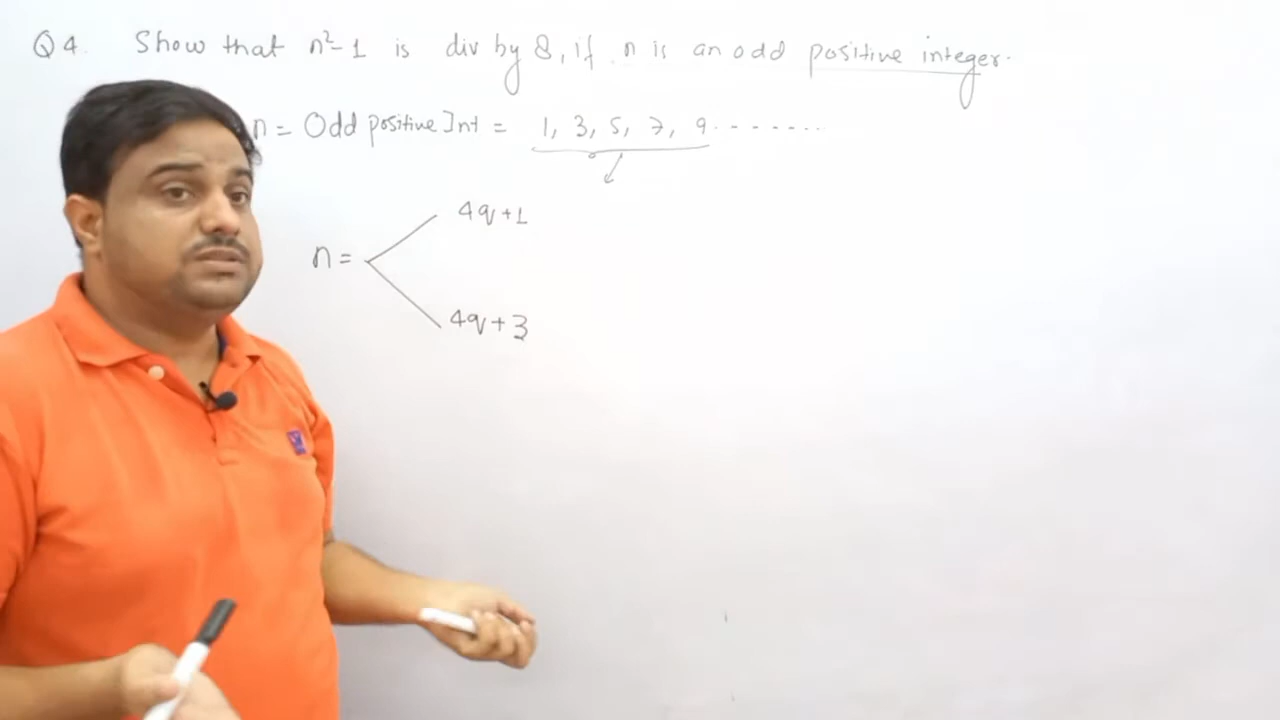 Q4. Show that n²-1 is div by 8, if n is an odd positive integer.
n = Odd positive Int = 1, 3, 5, 7, 9 --------
4q+1
n =
4q+3